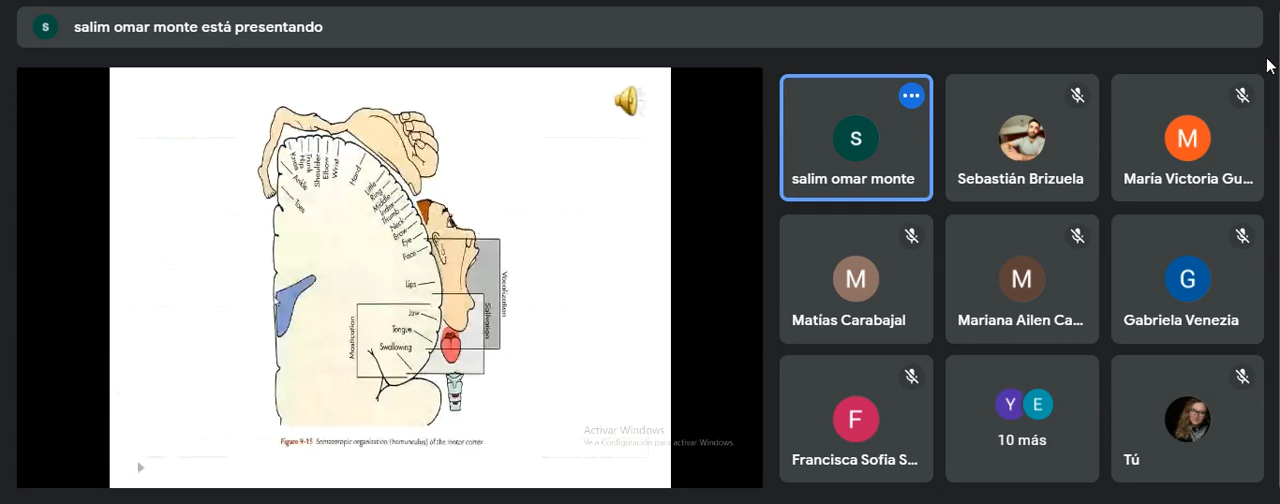 S salim omar monte está presentando
Knee
Hip
Trunk
Shoulder
Elbow
Wrist
Hand
Ankle
Toes
Little
Ring
Middle
Index
Thumb
Neck
Brow
Eye
Face
Lips
Jaw
Tongue
Swallowing
Mastication
Salivation
Vocalization
Figure 9-15 Somatotropic organization (homunculus) of the motor cortex.
Activar Windows
Ve a Configuración para activar Windows.
S
salim omar monte
Sebastián Brizuela
M
María Victoria Gu...
M
Matías Carabajal
M
Mariana Ailen Ca...
G
Gabriela Venezia
F
Francisca Sofia S...
Y E
10 más
Tú